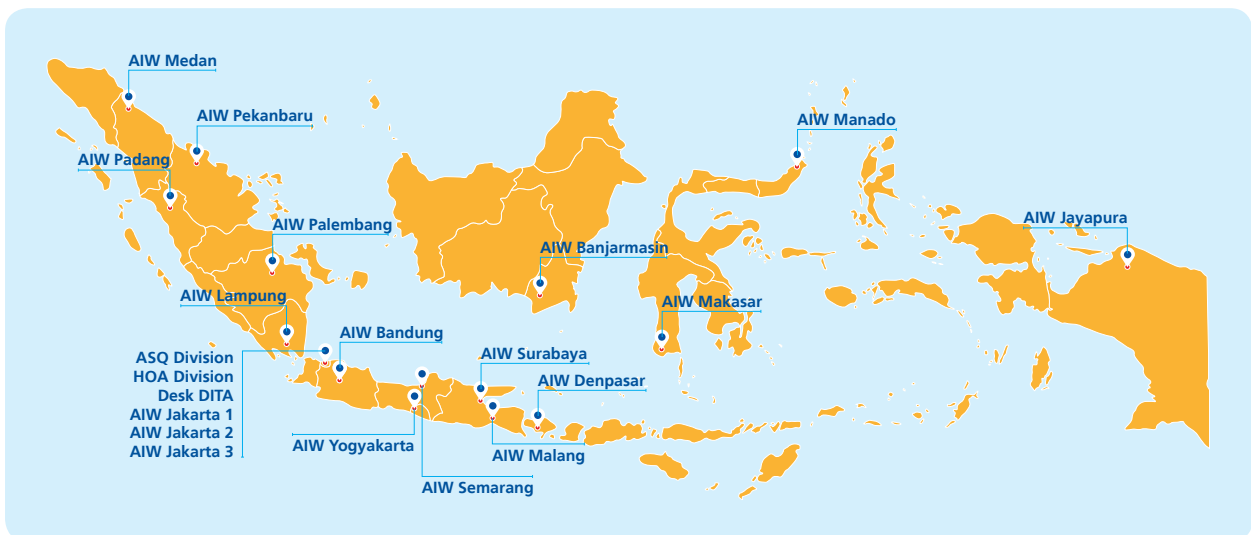 AIW Medan
AIW Pekanbaru
AIW Manado
AIW Padang
AIW Palembang
AIW Jayapura
AIW Banjarmasin
AIW Lampung
AIW Makasar
AIW Bandung
ASQ Division
HOA Division
Desk DITA
AIW Jakarta 1
AIW Jakarta 2
AIW Jakarta 3
AIW Surabaya
AIW Denpasar
AIW Yogyakarta
AIW Malang
AIW Semarang